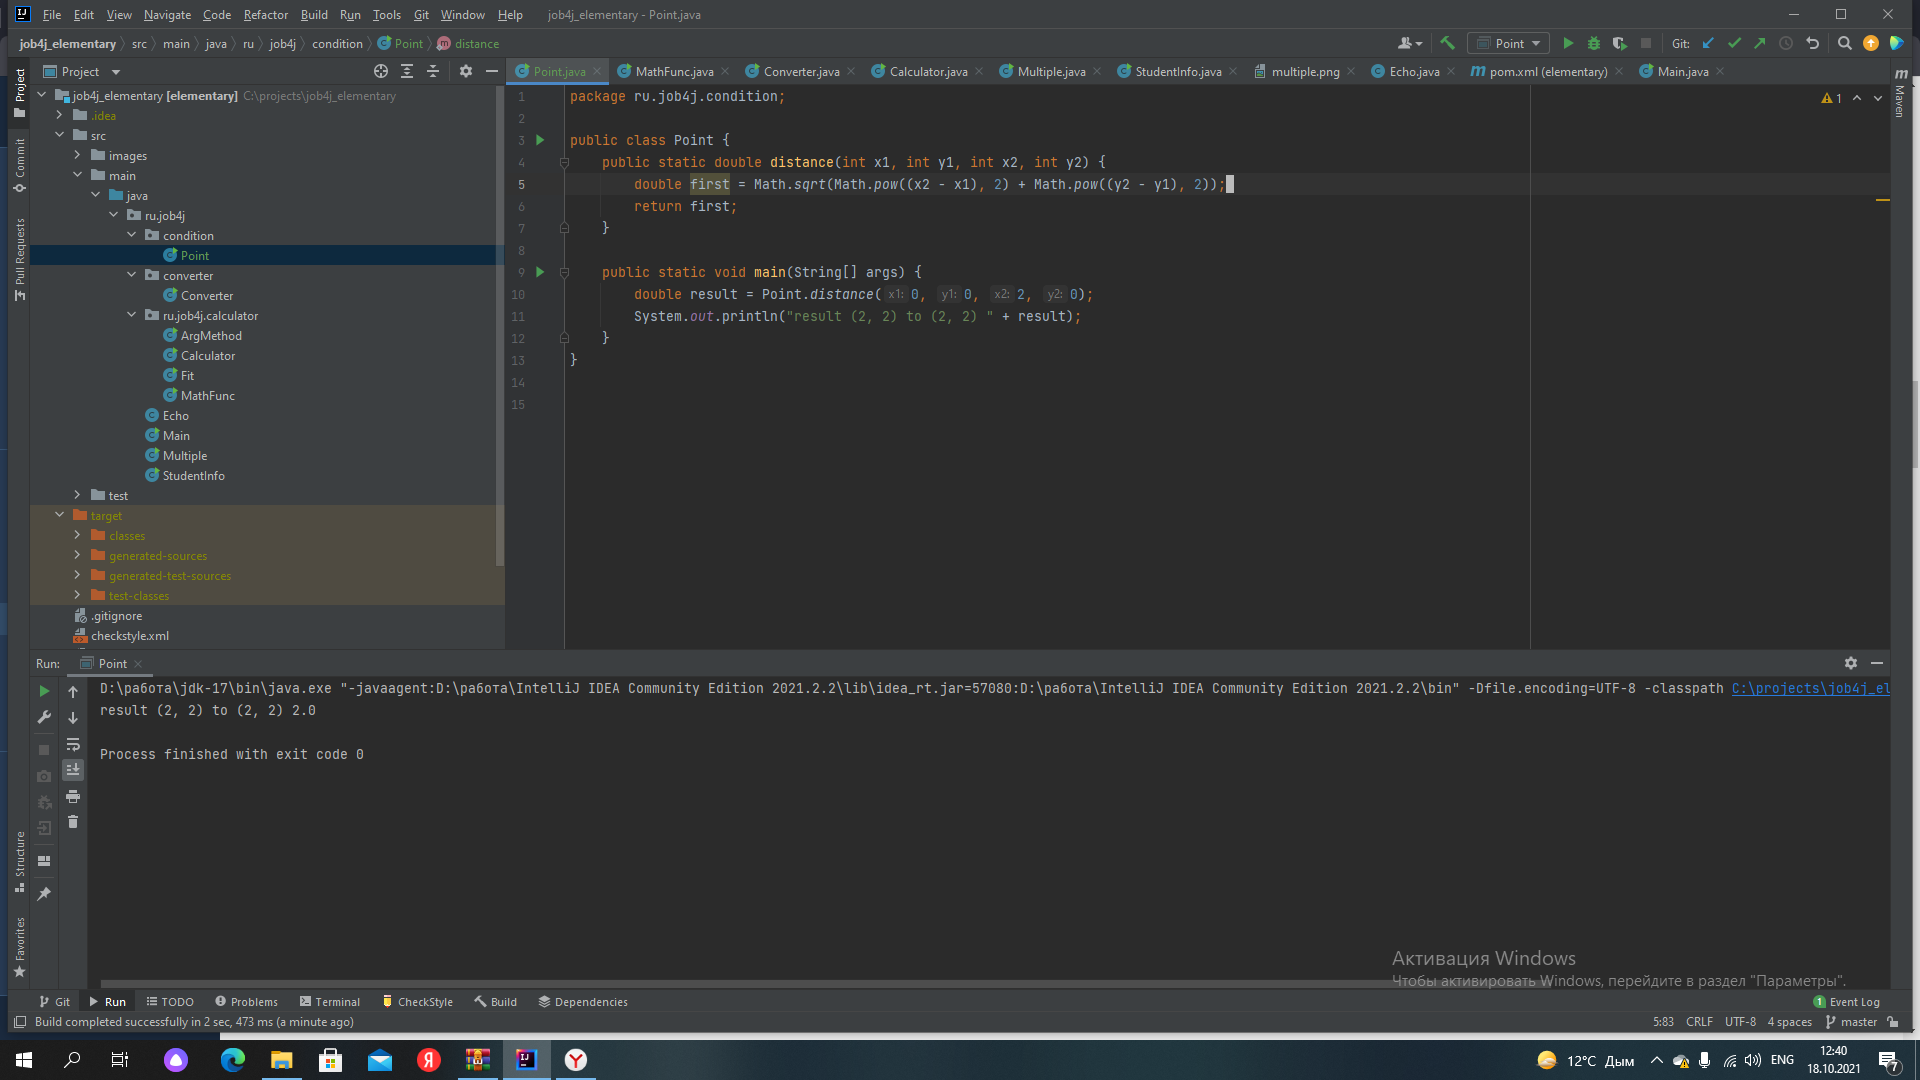 File Edit View Navigate Code Refactor Build Run Tools Git Window Help job4j_elementary - Point.java
job4j_elementary src main java ru job4j condition Point distance Point Git:
Project
Point.java MathFunc.java Converter.java Calculator.java Multiple.java StudentInfo.java multiple.png Echo.java pom.xml (elementary) Main.java
Project
Commit
Pull Requests
Structure
Favorites
Maven
job4j_elementary [elementary] C:\projects\job4j_elementary
.idea
src
images
main
java
ru.job4j
condition
Point
converter
Converter
ru.job4j.calculator
ArgMethod
Calculator
Fit
MathFunc
Echo
Main
Multiple
StudentInfo
test
target
classes
generated-sources
generated-test-sources
test-classes
.gitignore
checkstyle.xml
1 package ru.job4j.condition;
2
3 public class Point {
4 public static double distance(int x1, int y1, int x2, int y2) {
5 double first = Math.sqrt(Math.pow((x2 - x1), 2) + Math.pow((y2 - y1), 2));
6 return first;
7 }
8
9 public static void main(String[] args) {
10 double result = Point.distance( x1: 0, y1: 0, x2: 2, y2: 0);
11 System.out.println("result (2, 2) to (2, 2) " + result);
12 }
13 }
14
15
1
Run: Point
D:\работа\jdk-17\bin\java.exe "-javaagent:D:\работа\IntelliJ IDEA Community Edition 2021.2.2\lib\idea_rt.jar=57080:D:\работа\IntelliJ IDEA Community Edition 2021.2.2\bin" -Dfile.encoding=UTF-8 -classpath C:\projects\job4j_el
result (2, 2) to (2, 2) 2.0
Process finished with exit code 0
Активация Windows
Чтобы активировать Windows, перейдите в раздел "Параметры".
Git Run TODO Problems Terminal CheckStyle Build Dependencies 1 Event Log
Build completed successfully in 2 sec, 473 ms (a minute ago) 5:83 CRLF UTF-8 4 spaces master
12°C Дым ENG 12:40
18.10.2021 7